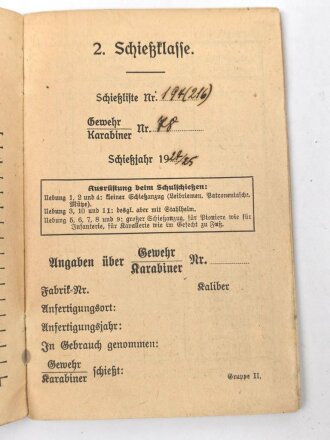 2. Schießklasse.
Schießliste Nr. 194(216)
Gewehr
Karabiner Nr. 78
Schießjahr 1924/25
Ausrüstung beim Schulschießen:
Uebung 1, 2 und 4: kleiner Schießanzug (Leibriemen, Patronentasche,
Mütze).
Uebung 3, 10 und 11: desgl. aber mit Stahlhelm.
Uebung 5, 6, 7, 8 und 9: großer Schießanzug, für Pioniere wie für
Infanterie, für Kavallerie wie im Gefecht zu Fuß.
Angaben über Gewehr
Karabiner Nr.
Fabrik-Nr. Kaliber
Anfertigungsort:
Anfertigungsjahr:
In Gebrauch genommen:
Gewehr
Karabiner schießt:
Gruppe II.